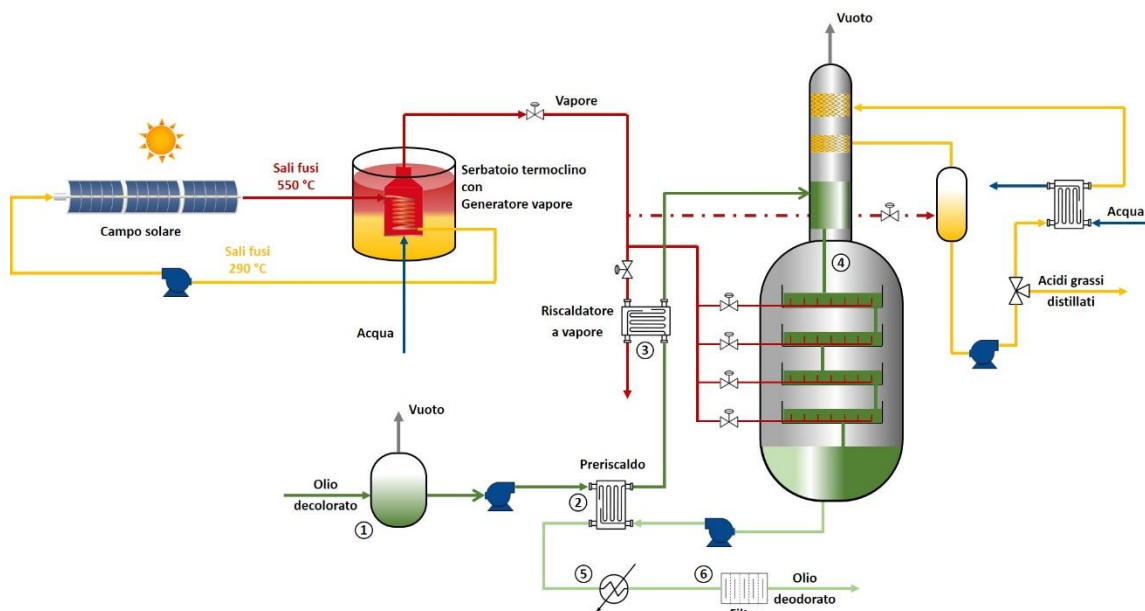 Vuoto
Vapore
Sali fusi
550 °C
Serbatoio termoclino
con
Generatore vapore
Campo solare
Sali fusi
290 °C
Acqua
Acqua
Acidi grassi
distillati
Riscaldatore
a vapore
3
4
Vuoto
Preriscaldo
Olio
decolorato
1
2
5
6
Olio
deodorato